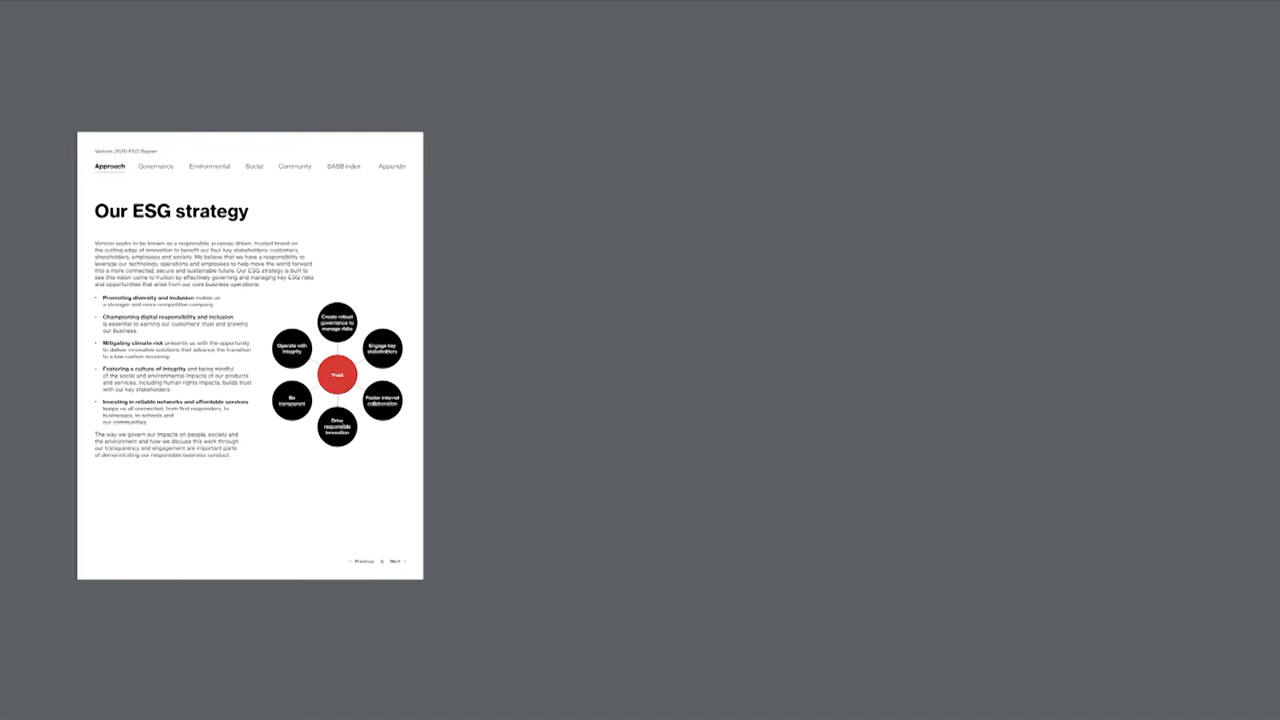 Verizon 2020 ESG Report
Approach Governance Environmental Social Community SASB index Appendix
Our ESG strategy
Verizon seeks to be known as a responsible, purpose-driven, trusted brand on
the cutting edge of innovation to benefit our four key stakeholders: customers,
shareholders, employees and society. We believe that we have a responsibility to
leverage our technology, operations and employees to help move the world forward
into a more connected, secure and sustainable future. Our ESG strategy is built to
see this vision come to fruition by effectively governing and managing key ESG risks
and opportunities that arise from our core business operations.
• Promoting diversity and inclusion makes us
a stronger and more competitive company.
• Championing digital responsibility and inclusion
is essential to earning our customers' trust and growing
our business.
• Mitigating climate risk presents us with the opportunity
to deliver innovative solutions that advance the transition
to a low-carbon economy.
• Fostering a culture of integrity and being mindful
of the social and environmental impacts of our products
and services, including human rights impacts, builds trust
with our key stakeholders.
• Investing in reliable networks and affordable services
keeps us all connected, from first responders, to
businesses, to schools and
our communities.
The way we govern our impacts on people, society and
the environment and how we discuss this work through
our transparency and engagement are important parts
of demonstrating our responsible business conduct.
Create robust
governance to
manage risks
Engage key
stakeholders
Foster internal
collaboration
Drive
responsible
innovation
Be
transparent
Operate with
integrity
Trust
Previous 5 Next